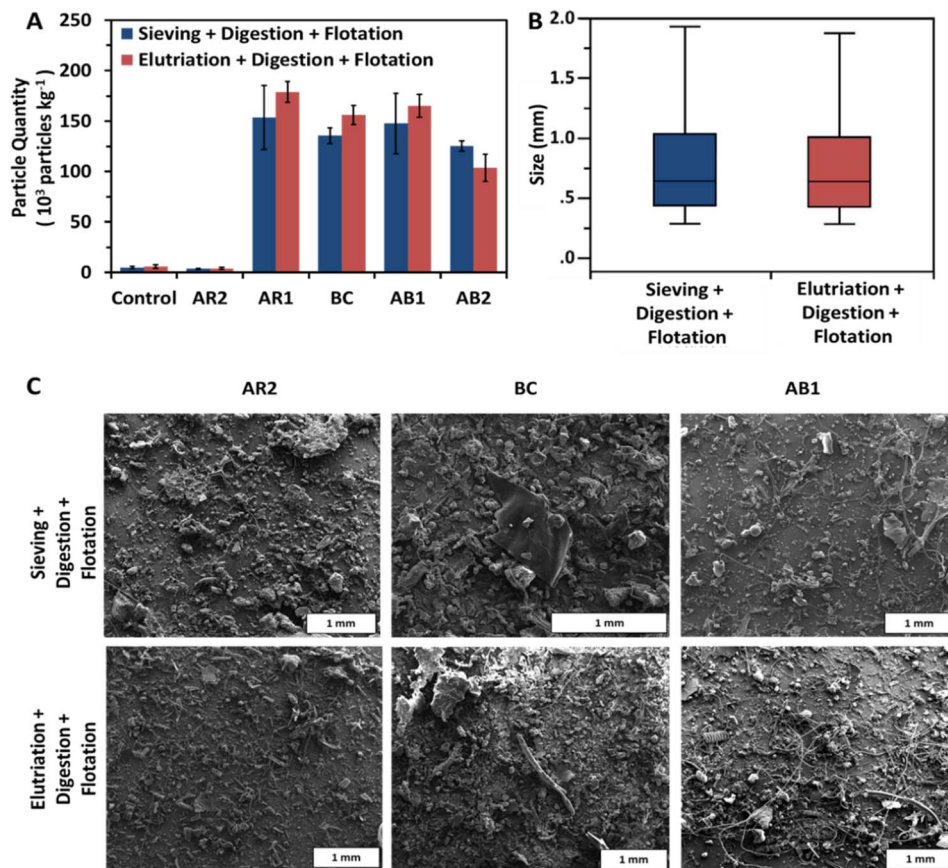 A
Sieving + Digestion + Flotation
Elutriation + Digestion + Flotation
Particle Quantity
( 10³ particles kg⁻¹ )
250
200
150
100
50
0
Control AR2 AR1 BC AB1 AB2
B
Size (mm)
2.0
1.5
1.0
.5
.0
Sieving +
Digestion +
Flotation
Elutriation +
Digestion +
Flotation
C
AR2 BC AB1
Sieving +
Digestion +
Flotation
1 mm 1 mm 1 mm
Elutriation +
Digestion +
Flotation
1 mm 1 mm 1 mm